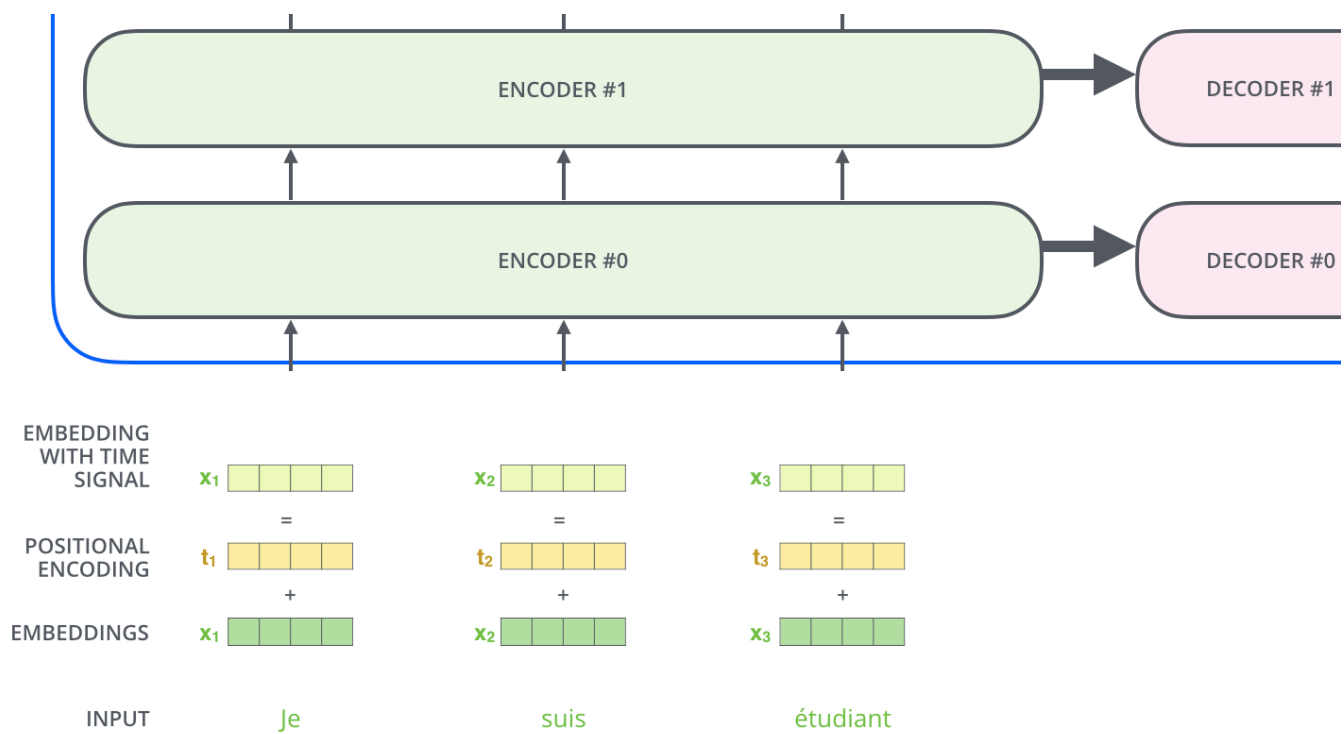 ENCODER #1
DECODER #1
ENCODER #0
DECODER #0
EMBEDDING
WITH TIME
SIGNAL
x₁
x₂
x₃
=
=
=
POSITIONAL
ENCODING
t₁
t₂
t₃
+
+
+
EMBEDDINGS
x₁
x₂
x₃
INPUT
Je
suis
étudiant